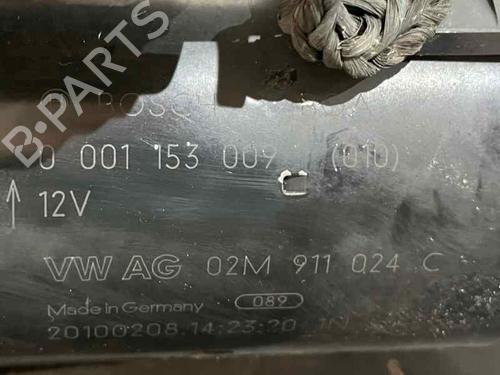 B-PARTS
BOSCH
0 001 153 009 (010)
12V
VW AG 02M 911 024 C
Made in Germany 089
20100208 14:23:20